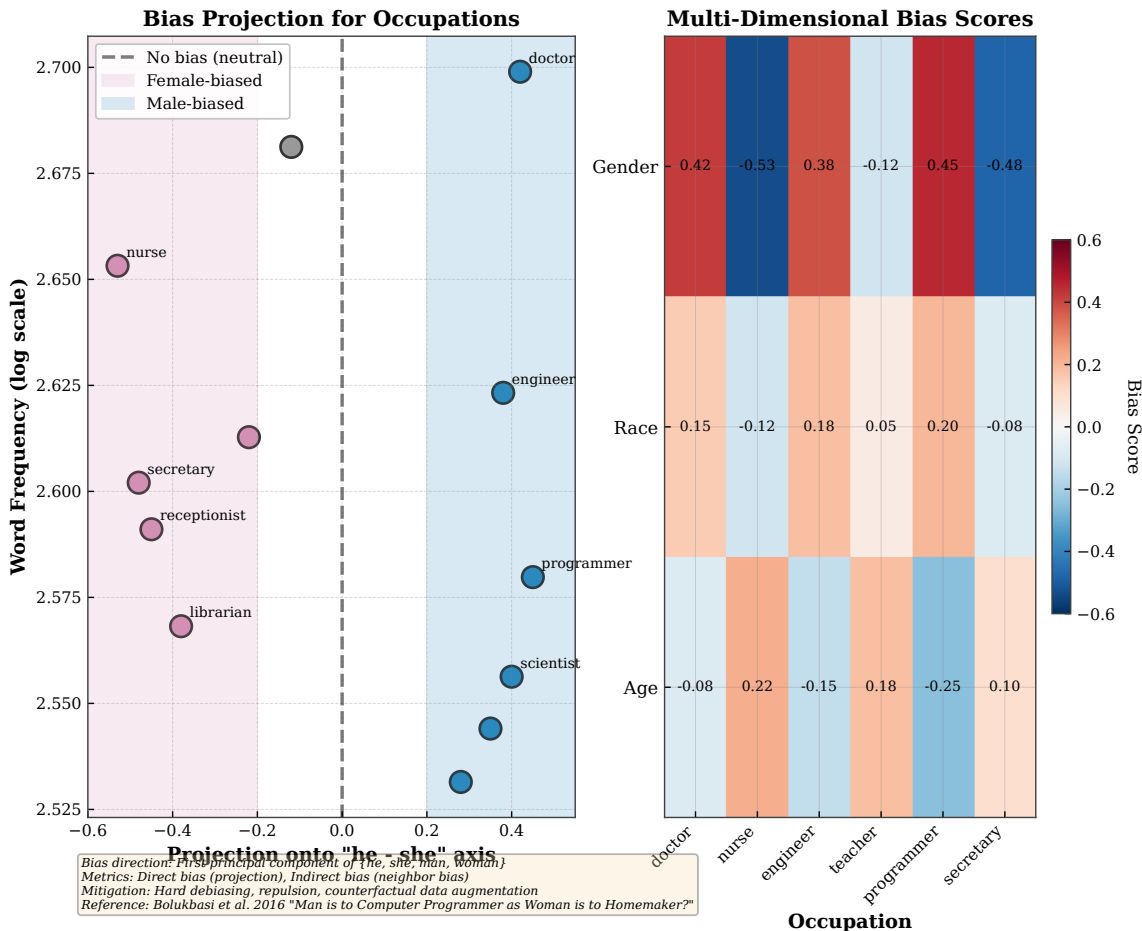 Bias Projection for Occupations
No bias (neutral)
Female-biased
Male-biased
doctor
nurse
engineer
secretary
receptionist
programmer
librarian
scientist
Word Frequency (log scale)
2.700
2.675
2.650
2.625
2.600
2.575
2.550
2.525
−0.6
−0.4
−0.2
0.0
0.2
0.4
Projection onto "he - she" axis
Bias direction: First principal component of {he, she, man, woman}
Metrics: Direct bias (projection), Indirect bias (neighbor bias)
Mitigation: Hard debiasing, repulsion, counterfactual data augmentation
Reference: Bolukbasi et al. 2016 "Man is to Computer Programmer as Woman is to Homemaker?"
Multi-Dimensional Bias Scores
Gender 0.42 -0.53 0.38 -0.12 0.45 -0.48
Race 0.15 -0.12 0.18 0.05 0.20 -0.08
Age -0.08 0.22 -0.15 0.18 -0.25 0.10
doctor
nurse
engineer
teacher
programmer
secretary
Occupation
0.6
0.4
0.2
0.0
−0.2
−0.4
−0.6
Bias Score